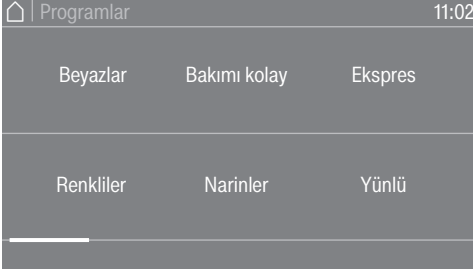 Programlar 11:02
Beyazlar Bakımı kolay Ekspres
Renkliler Narinler Yünlü